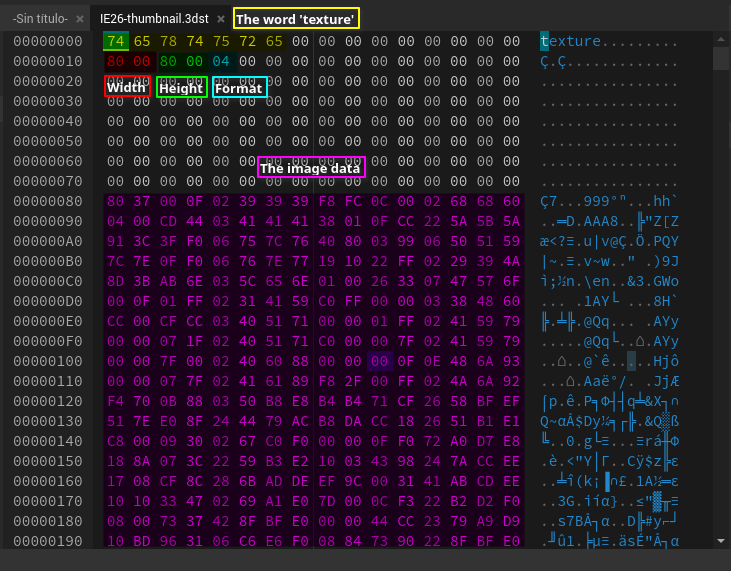 -Sin título- × IE26-thumbnail.3dst × The word 'texture'
00000000 74 65 78 74 75 72 65 00 00 00 00 00 00 00 00 00 texture.........
00000010 80 00 80 00 04 00 00 00 00 00 00 00 00 00 00 00 Ç.Ç.............
00000020 00 00 00 00 00 00 00 00 00 00 00 00 00 00 00 00 ................
Width Height Format
00000030 00 00 00 00 00 00 00 00 00 00 00 00 00 00 00 00 ................
00000040 00 00 00 00 00 00 00 00 00 00 00 00 00 00 00 00 ................
00000050 00 00 00 00 00 00 00 00 00 00 00 00 00 00 00 00 ................
00000060 00 00 00 00 00 00 00 00 00 00 00 00 00 00 00 00 ................
The image data
00000070 00 00 00 00 00 00 00 00 00 00 00 00 00 00 00 00 ................
00000080 80 37 00 0F 02 39 39 39 F8 FC 0C 00 02 68 68 60 Ç7...999°ⁿ...hh`
00000090 04 00 CD 44 03 41 41 41 38 01 0F CC 22 5A 5B 5A ..═D.AAA8..╠"Z[Z
000000A0 91 3C 3F F0 06 75 7C 76 40 80 03 99 06 50 51 59 æ<?≡.u|v@Ç.Ö.PQY
000000B0 7C 7E 0F F0 06 76 7E 77 19 10 22 FF 02 29 39 4A |~.≡.v~w.." .)9J
000000C0 8D 3B AB 6E 03 5C 65 6E 01 00 26 33 07 47 57 6F ì;½n.\en..&3.GWo
000000D0 00 0F 01 FF 02 31 41 59 C0 FF 00 00 03 38 48 60 ... .1AY└ ...8H`
000000E0 CC 00 CF CC 03 40 51 71 00 00 01 FF 02 41 59 79 ╠.╧╠.@Qq... .AYy
000000F0 00 00 07 1F 02 40 51 71 C0 00 00 7F 02 41 59 79 .....@Qq└..⌂.AYy
00000100 00 00 7F 00 02 40 60 88 00 00 00 00 0F 0E 48 6A 93 ..⌂..@`ê......Hjô
00000110 00 00 07 7F 02 41 61 89 F8 2F 00 FF 02 4A 6A 92 ...⌂.Aaë°/. .JjÆ
00000120 F4 70 0B 88 03 50 B8 E8 B4 B4 71 CF 26 58 BF EF ⌠p.ê.P╕Φ┤┤q╧&X┐∩
00000130 51 7E E0 8F 24 44 79 AC B8 DA CC 18 26 51 B1 E1 Q~αÅ$Dy¼╕┌╠.&Q▒ß
00000140 C8 00 09 30 02 67 C0 F0 00 00 0F F0 72 A0 D7 E8 ╚..0.g└≡...≡rá╫Φ
00000150 18 8A 07 3C 22 59 B3 E2 10 03 43 98 24 7A CC EE .è.<"Y│Γ..Cÿ$z╠ε
00000160 17 08 CF 8C 28 6B AD DE EF 9C 00 31 41 AB CD EE ..╧î(k¡▐∩£.1A½═ε
00000170 10 10 33 47 02 69 A1 E0 7D 00 0C F3 22 B2 D2 F0 ..3G.iíα}..≤"▓╥≡
00000180 08 00 73 37 42 8F BF E0 00 00 44 CC 23 79 A9 D9 ..s7BÅ┐α..D╠#y⌐┘
00000190 10 BD 96 31 06 C6 E6 F0 08 84 73 90 22 8F BF E0 .╜û1.╞µ≡.äsÉ"Å┐α